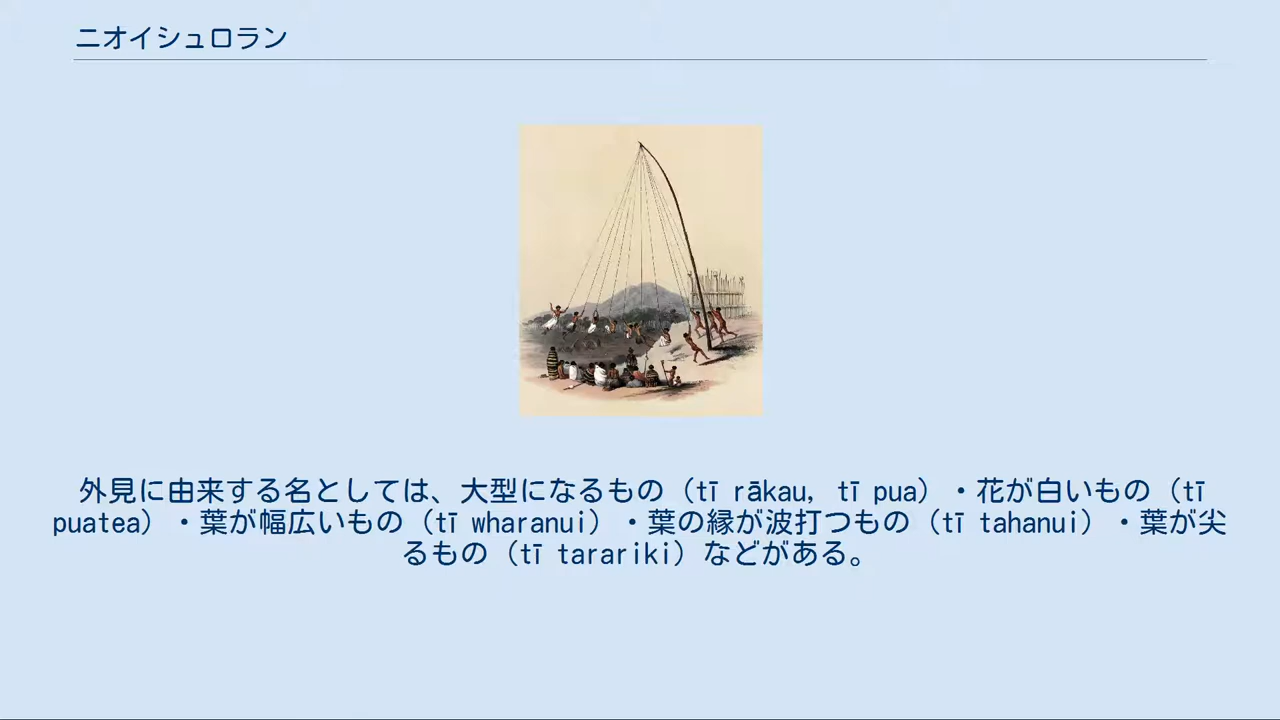 ニオイシュロラン
外見に由来する名としては、大型になるもの（tī rākau, tī pua）・花が白いもの（tī
puatea）・葉が幅広いもの（tī wharanui）・葉の縁が波打つもの（tī tahanui）・葉が尖
るもの（tī tarariki）などがある。